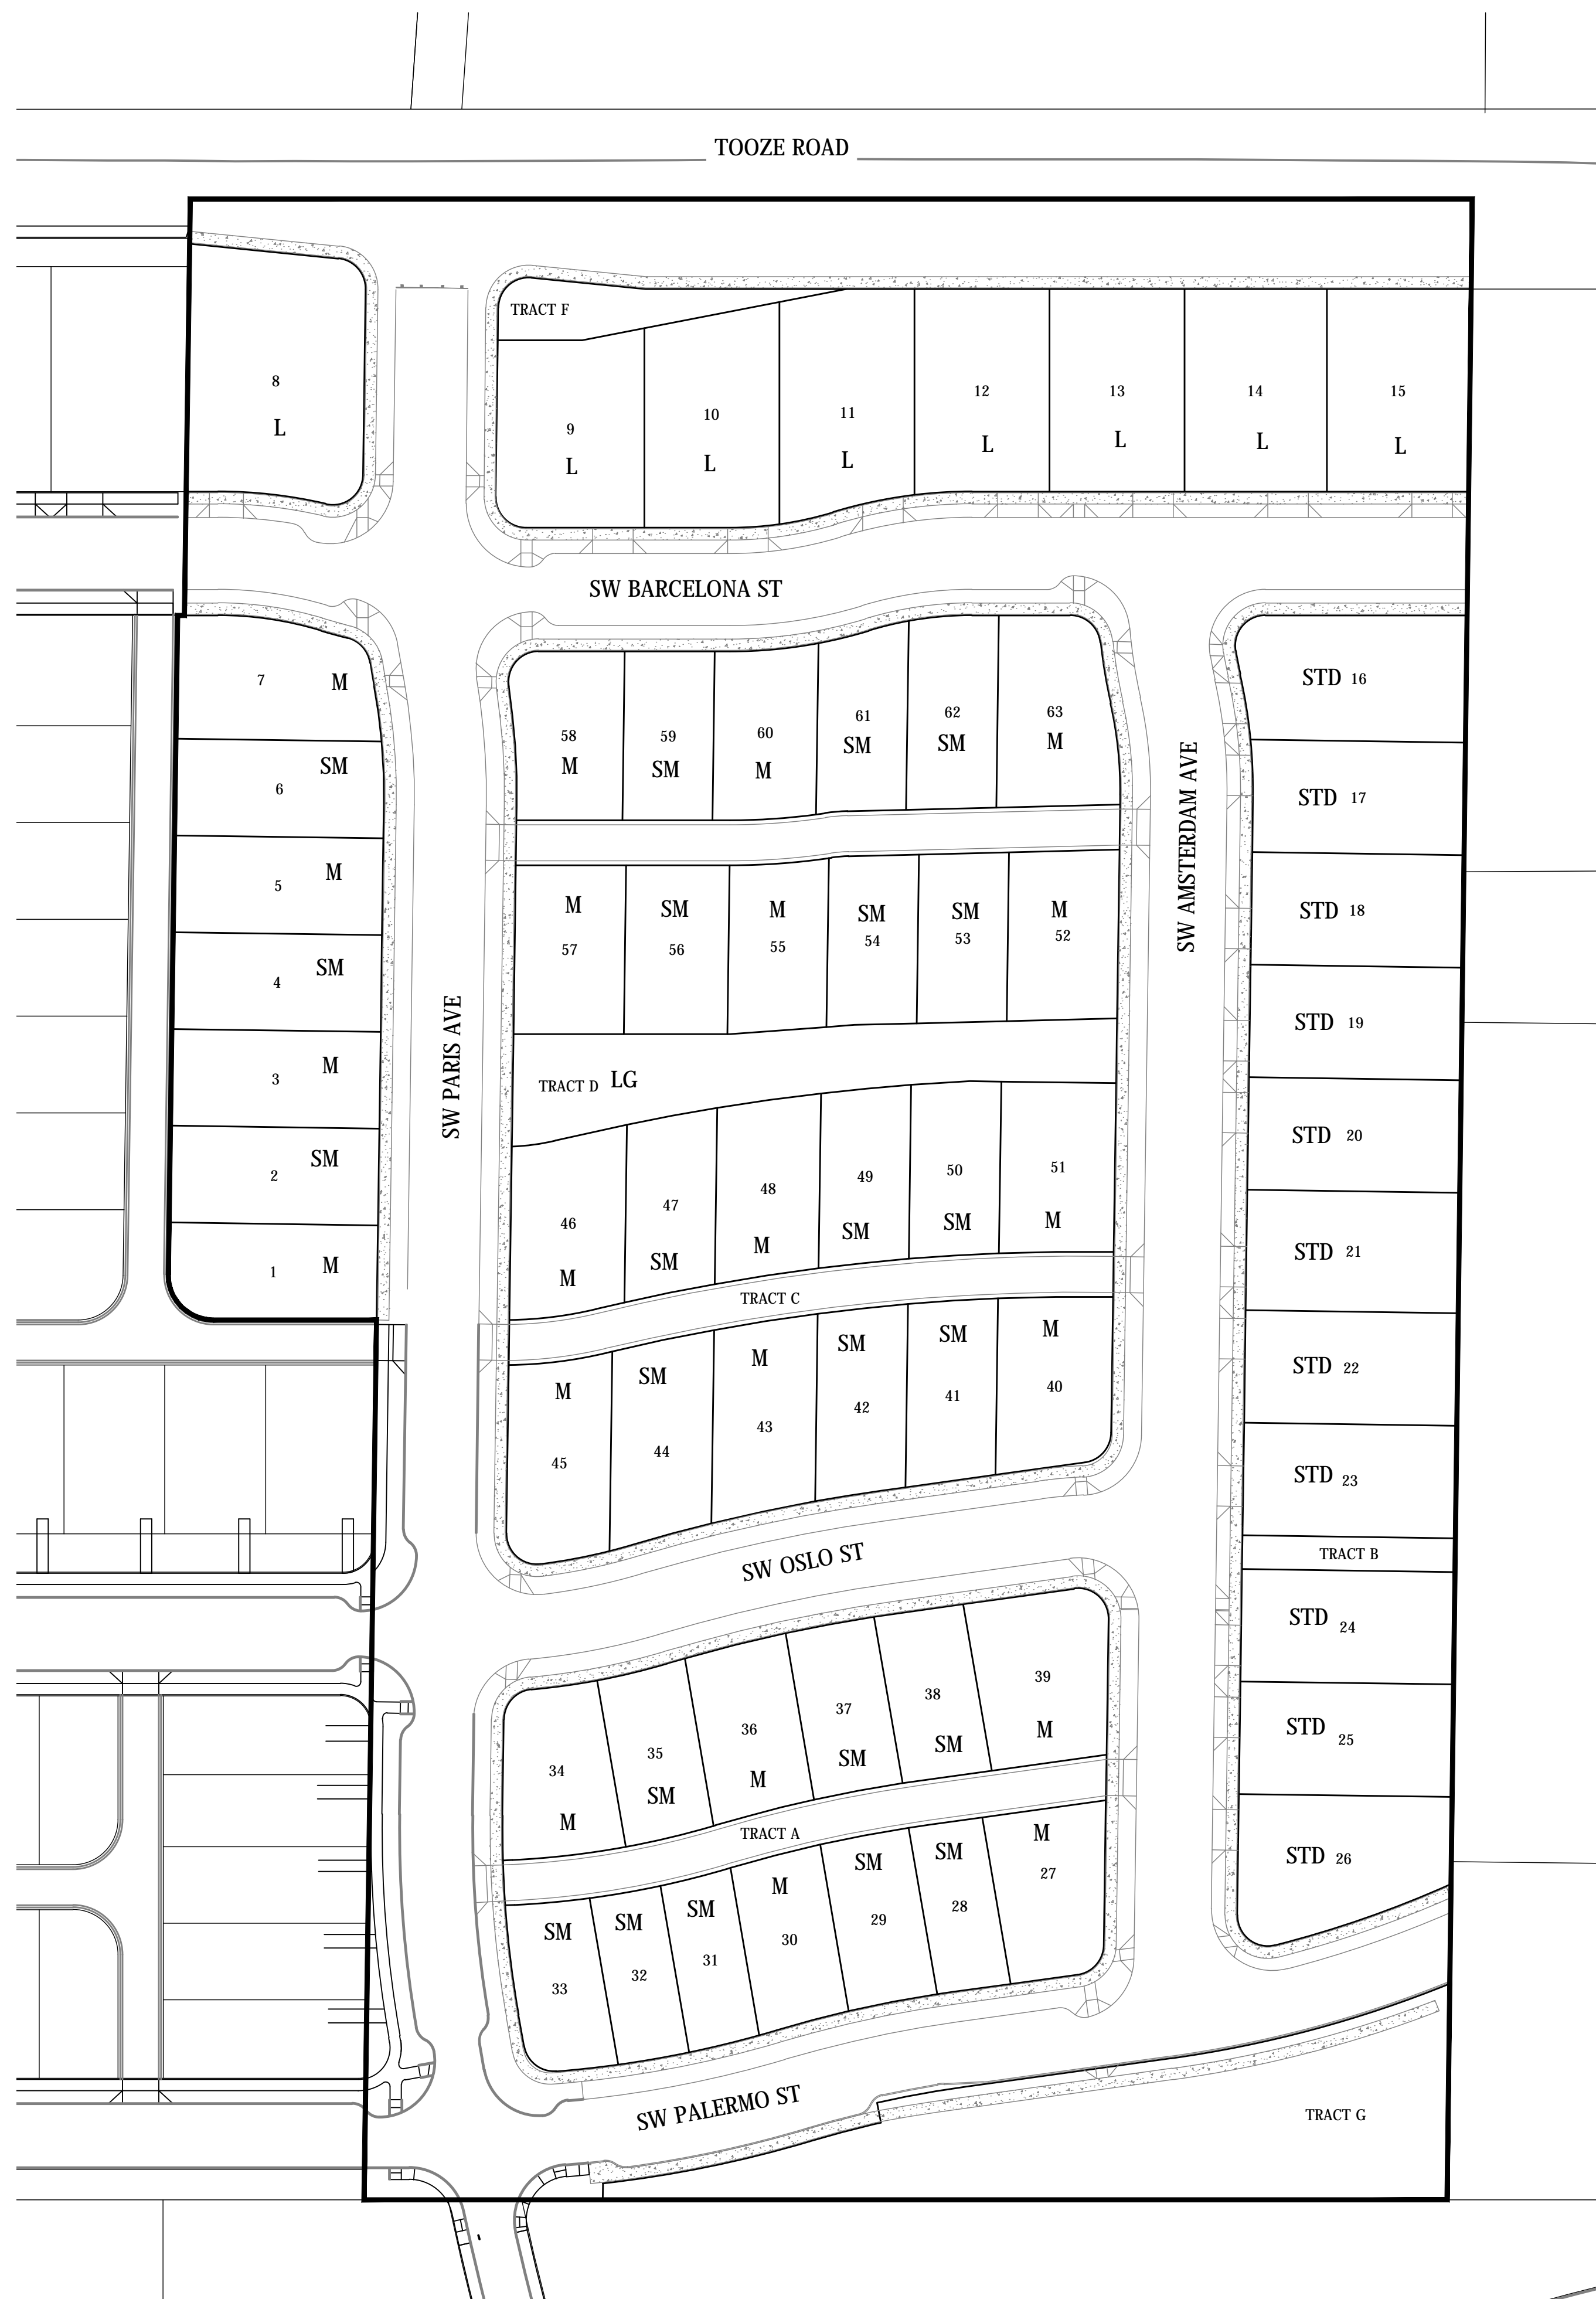 TOOZE ROAD
TRACT F
8
L
9
L
10
L
11
L
12
L
13
L
14
L
15
L
SW BARCELONA ST
7 M
SM
6
M
5
SM
4
M
3
SM
2
1 M
SW PARIS AVE
58
M
59
SM
60
M
61
SM
62
SM
63
M
M
57
SM
56
M
55
SM
54
SM
53
M
52
TRACT D LG
46
M
47
SM
48
M
49
SM
50
SM
51
M
TRACT C
M
45
SM
44
M
43
SM
42
SM
41
M
40
SW AMSTERDAM AVE
STD 16
STD 17
STD 18
STD 19
STD 20
STD 21
STD 22
STD 23
TRACT B
STD 24
STD 25
STD 26
SW OSLO ST
34
M
35
SM
36
M
37
SM
38
SM
39
M
TRACT A
SM
33
SM
32
SM
31
M
30
SM
29
SM
28
M
27
SW PALERMO ST
TRACT G